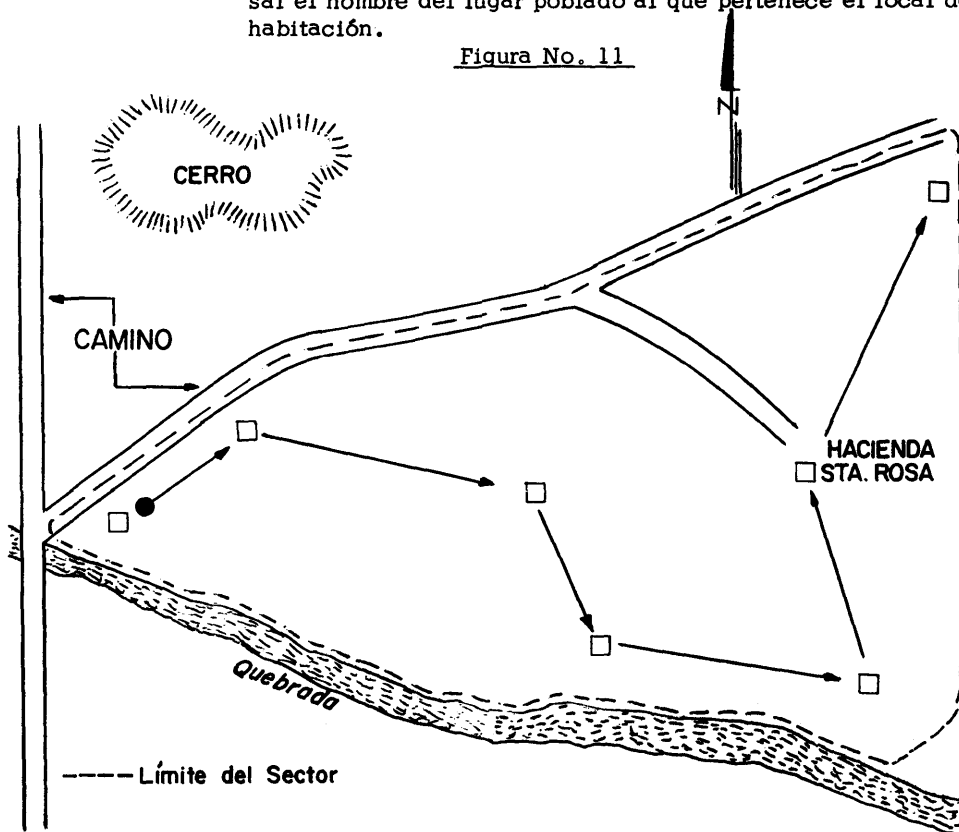 sar el nombre del lugar poblado al que pertenece el local de
habitación.
Figura No. 11
N
CERRO
CAMINO
HACIENDA
STA. ROSA
Quebrada
Límite del Sector